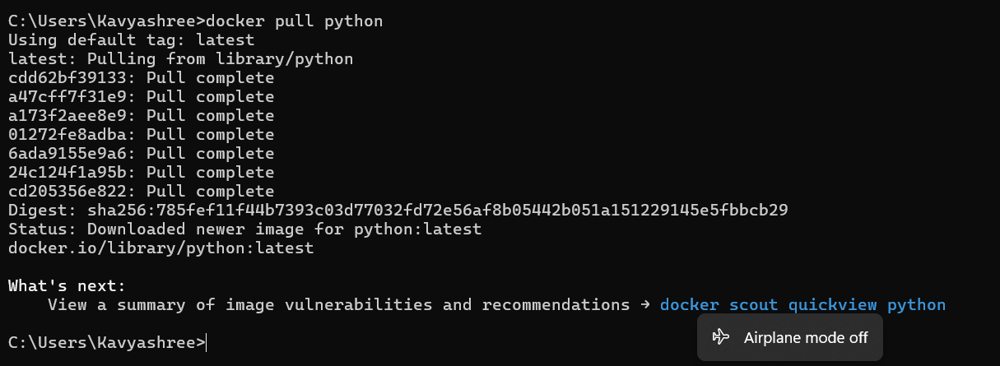 C:\Users\Kavyashree>docker pull python
Using default tag: latest
latest: Pulling from library/python
cdd62bf39133: Pull complete
a47cff7f31e9: Pull complete
a173f2aee8e9: Pull complete
01272fe8adba: Pull complete
6ada9155e9a6: Pull complete
24c124f1a95b: Pull complete
cd205356e822: Pull complete
Digest: sha256:785fef11f44b7393c03d77032fd72e56af8b05442b051a151229145e5fbbcb29
Status: Downloaded newer image for python:latest
docker.io/library/python:latest
What's next:
View a summary of image vulnerabilities and recommendations → docker scout quickview python
C:\Users\Kavyashree>
Airplane mode off